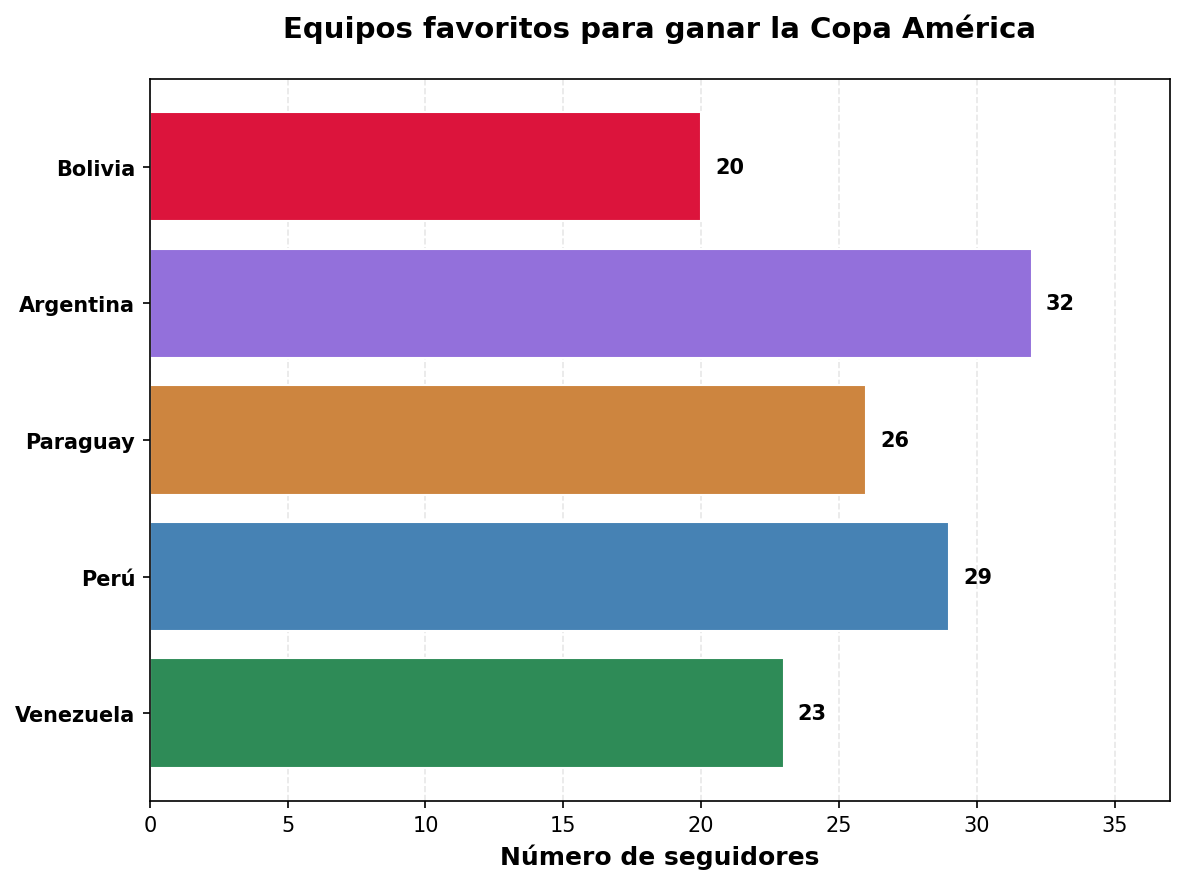 Equipos favoritos para ganar la Copa América
Bolivia
20
Argentina
32
Paraguay
26
Perú
29
Venezuela
23
0 5 10 15 20 25 30 35
Número de seguidores